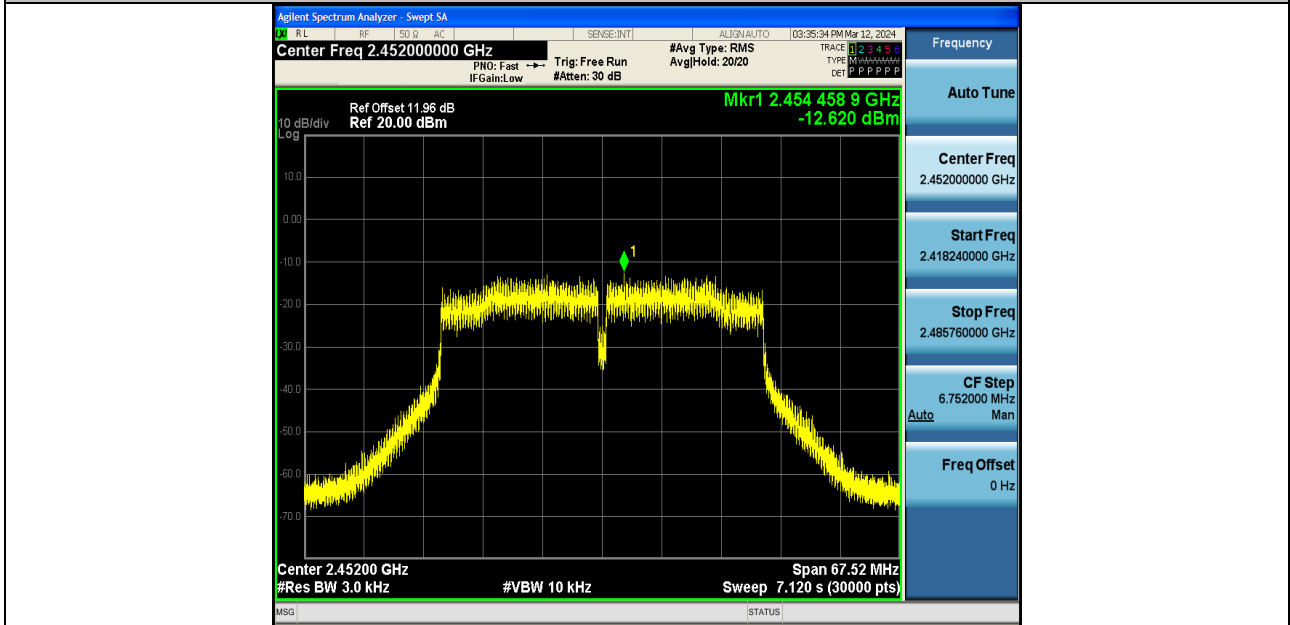 Agilent Spectrum Analyzer - Swept SA
LXI RL RF 50 Ω AC SENSE:INT ALIGN AUTO 03:35:34 PM Mar 12, 2024
Center Freq 2.452000000 GHz
PNO: Fast
IFGain:Low
Trig: Free Run
#Atten: 30 dB
#Avg Type: RMS
Avg|Hold: 20/20
TRACE 1 2 3 4 5 6
TYPE M
DET P P P P P P
Ref Offset 11.96 dB
10 dB/div Ref 20.00 dBm
Log
Mkr1 2.454 458 9 GHz
-12.620 dBm
10.0
0.00
-10.0
-20.0
-30.0
-40.0
-50.0
-60.0
-70.0
1
Center 2.45200 GHz Span 67.52 MHz
#Res BW 3.0 kHz #VBW 10 kHz Sweep 7.120 s (30000 pts)
MSG STATUS
Frequency
Auto Tune
Center Freq
2.452000000 GHz
Start Freq
2.418240000 GHz
Stop Freq
2.485760000 GHz
CF Step
6.752000 MHz
Auto Man
Freq Offset
0 Hz